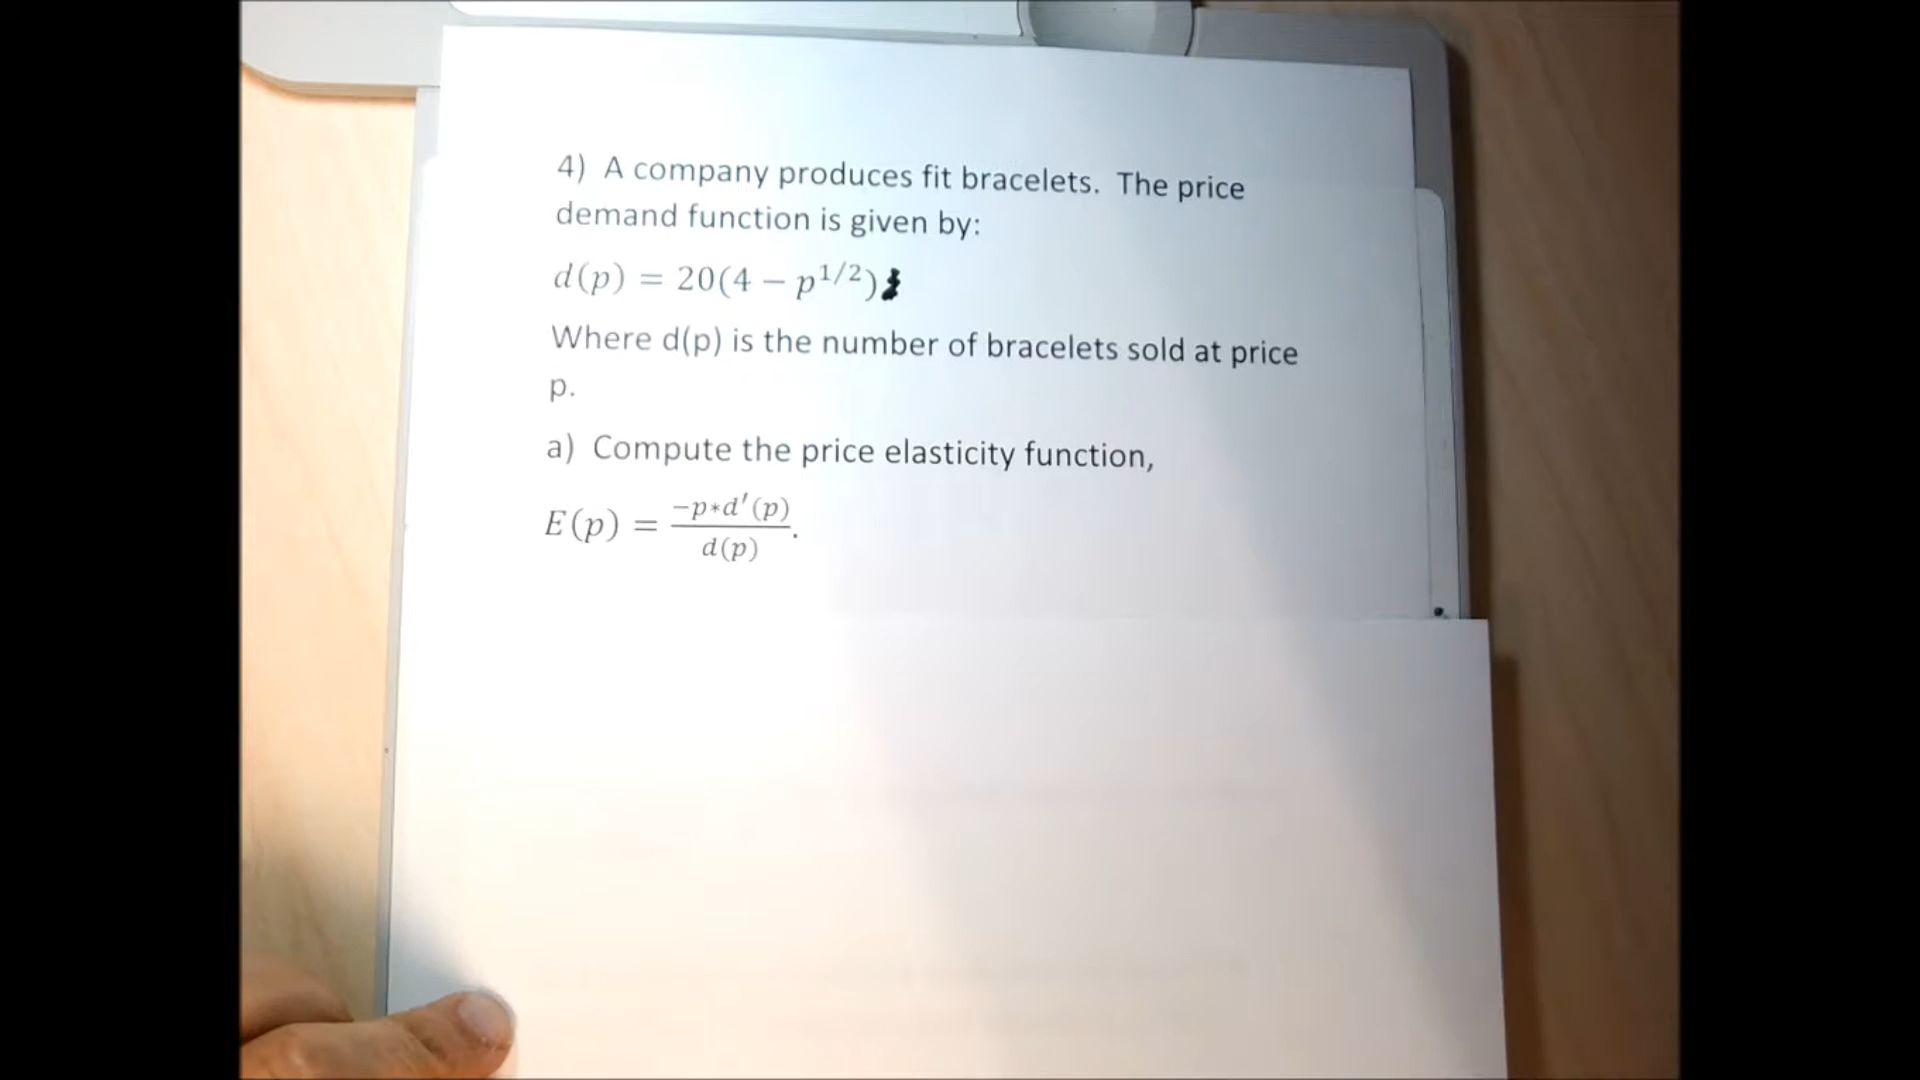 4) A company produces fit bracelets. The price
demand function is given by:
d(p) = 20(4 − p^{1/2})
Where d(p) is the number of bracelets sold at price
p.
a) Compute the price elasticity function,
E(p) = \frac{−p*d′(p)}{d(p)}.